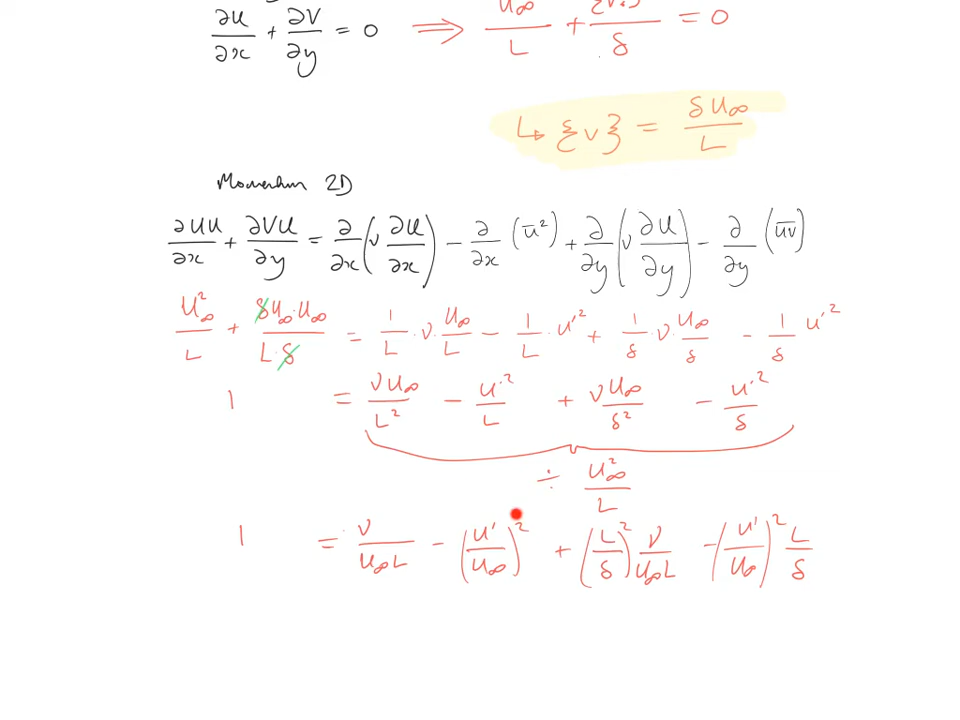 ∂U/∂x + ∂V/∂y = 0 ⟹ U∞/L + {V}/δ = 0
↳ {v} = δU∞/L
Momentum 2D
∂UU/∂x + ∂VU/∂y = ∂/∂x (ν ∂U/∂x) − ∂/∂x (u̅²) + ∂/∂y (ν ∂U/∂y) − ∂/∂y (u̅v̅)
U∞²/L + δU∞·U∞/L·δ = 1/L · ν · U∞/L − 1/L · u'² + 1/δ · ν · U∞/δ − 1/δ u'²
1 = νU∞/L² − u'²/L + νU∞/δ² − u'²/δ
÷ U∞²/L
1 = ν/U∞L − (u'/U∞)² + (L/δ)² ν/U∞L − (u'/U∞)² L/δ